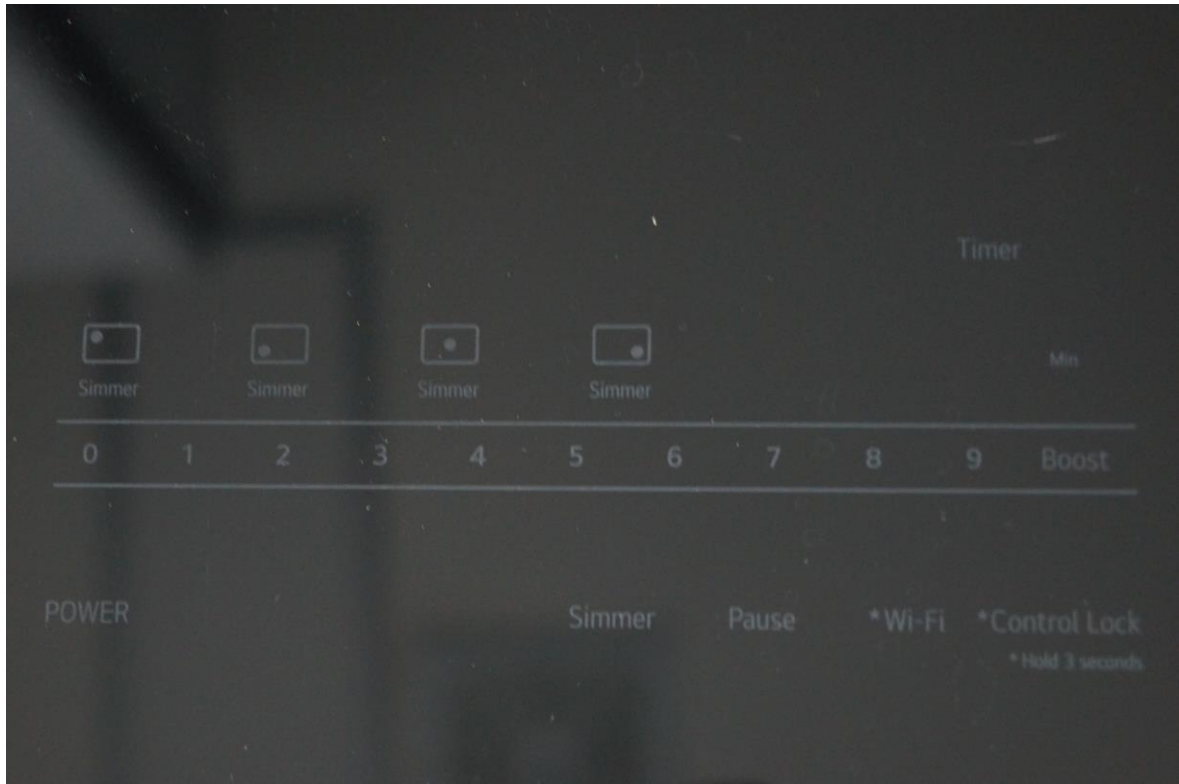 Timer
Min
Simmer Simmer Simmer Simmer
0 1 2 3 4 5 6 7 8 9 Boost
POWER Simmer Pause *Wi-Fi *Control Lock
* Hold 3 seconds